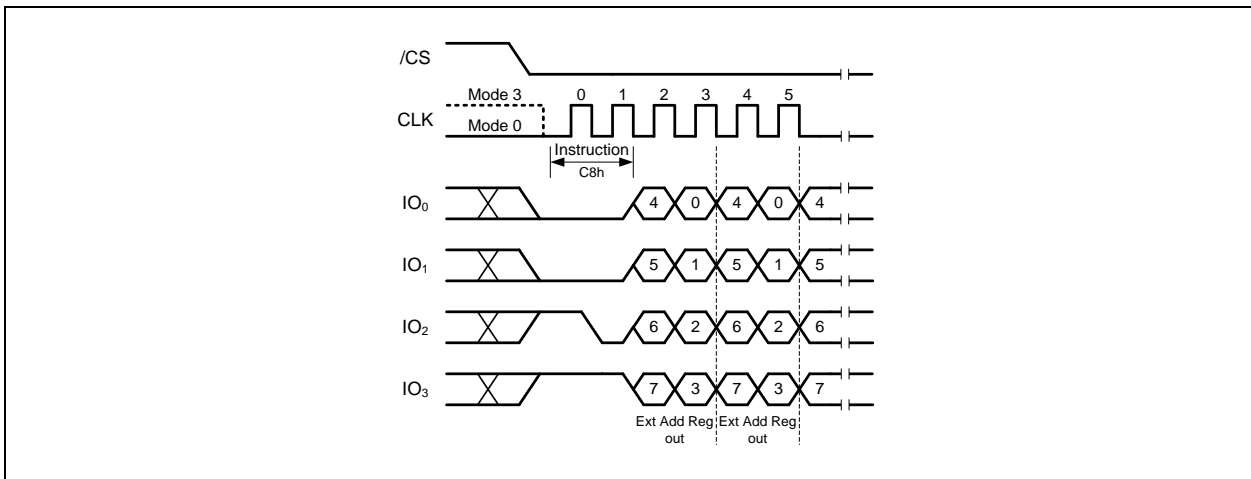 /CS
Mode 3 0 1 2 3 4 5
CLK
Mode 0
Instruction
C8h
IO₀ 4 0 4 0 4
IO₁ 5 1 5 1 5
IO₂ 6 2 6 2 6
IO₃ 7 3 7 3 7
Ext Add Reg Ext Add Reg
out out